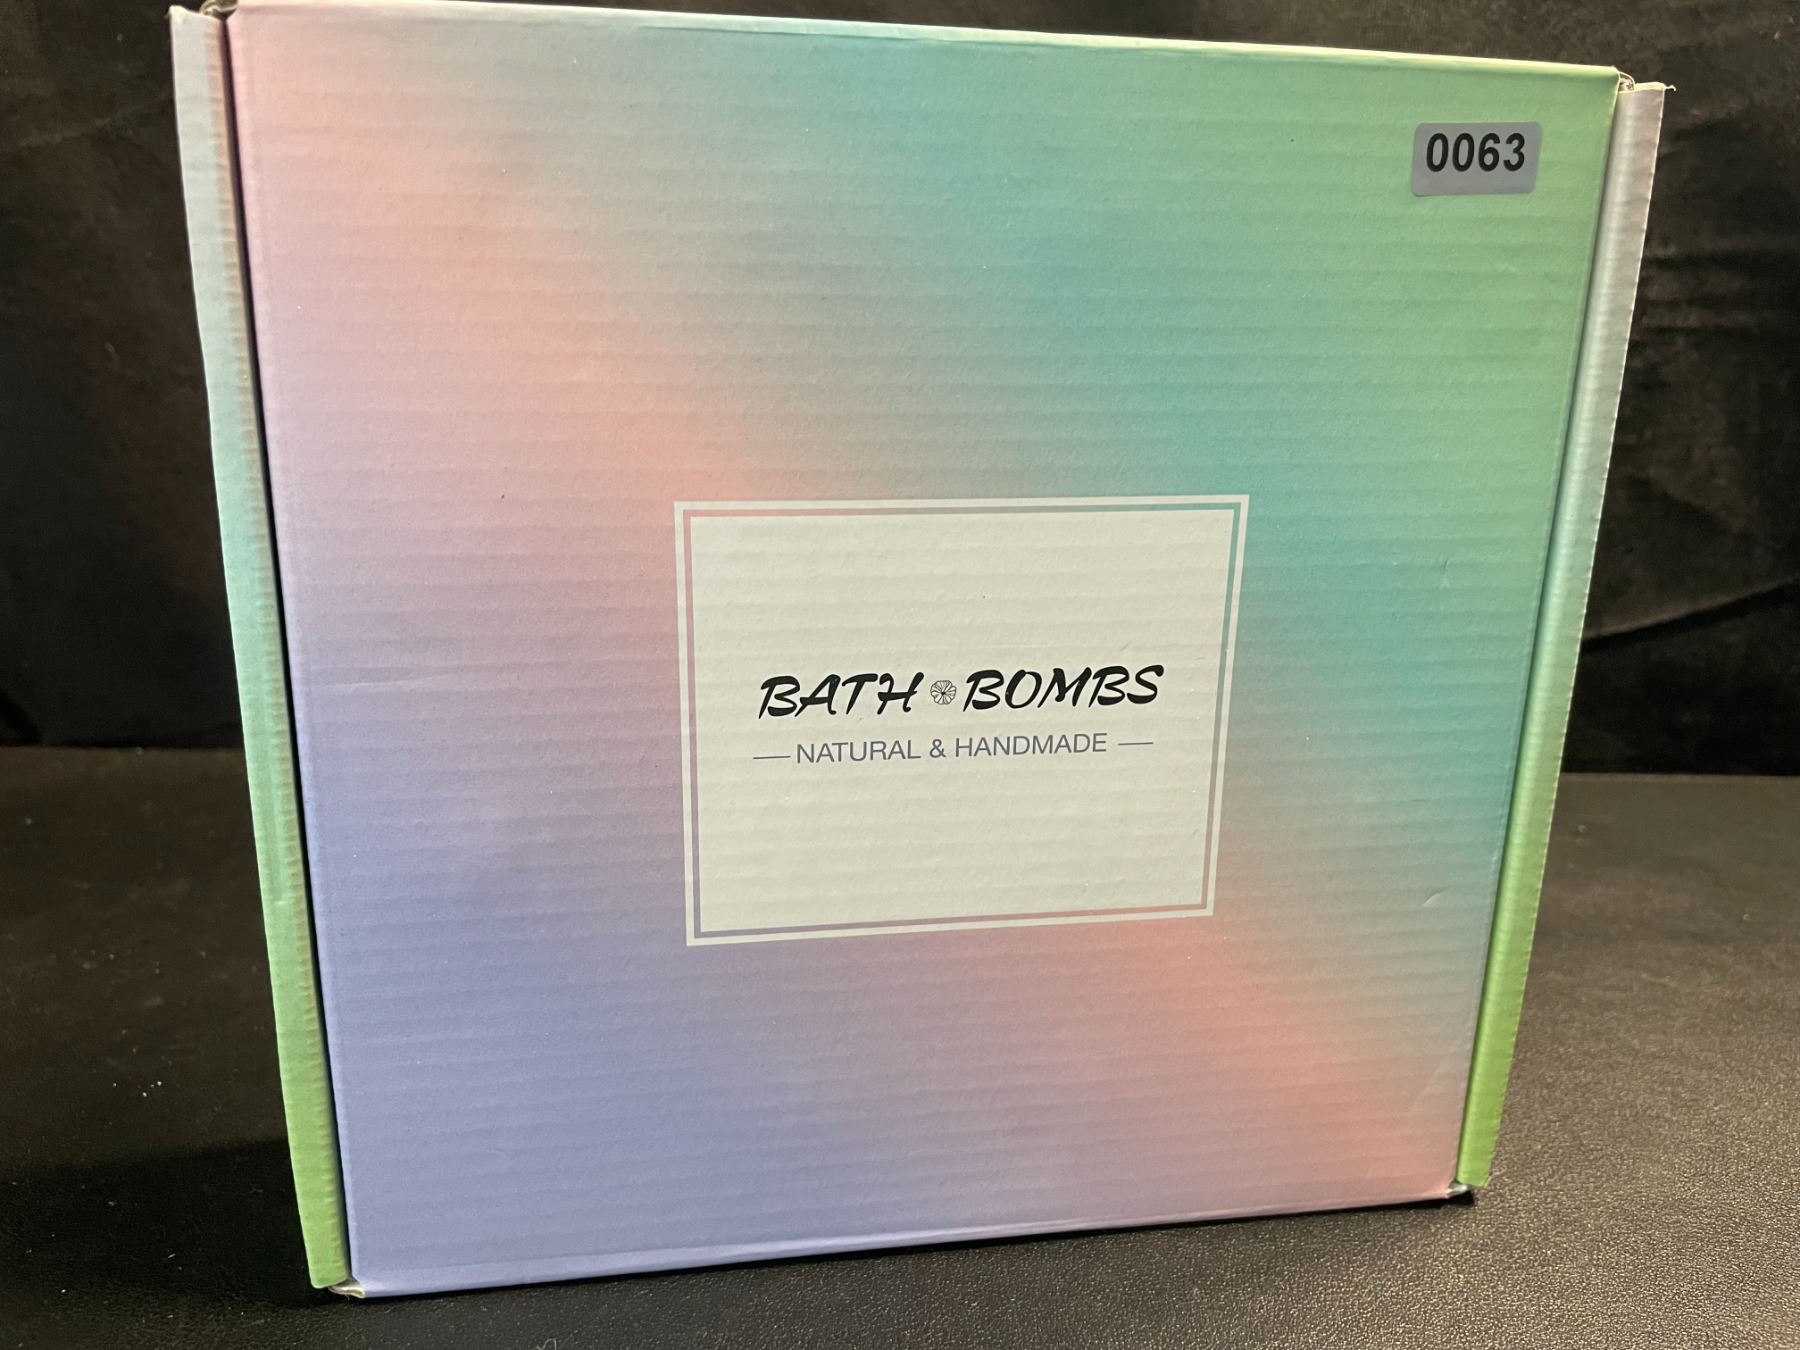 0063
BATH BOMBS
— NATURAL & HANDMADE —